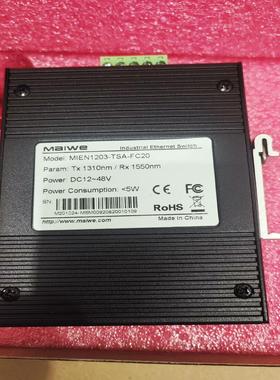 maiwe Industrial Ethernet Switch
Model: MIEN1203-TSA-FC20
Param: Tx 1310nm / Rx 1550nm
Power: DC12~48V
Power Consumption: <5W
SN:
CE FC
RoHS
Made in China
http://www.maiwe.com